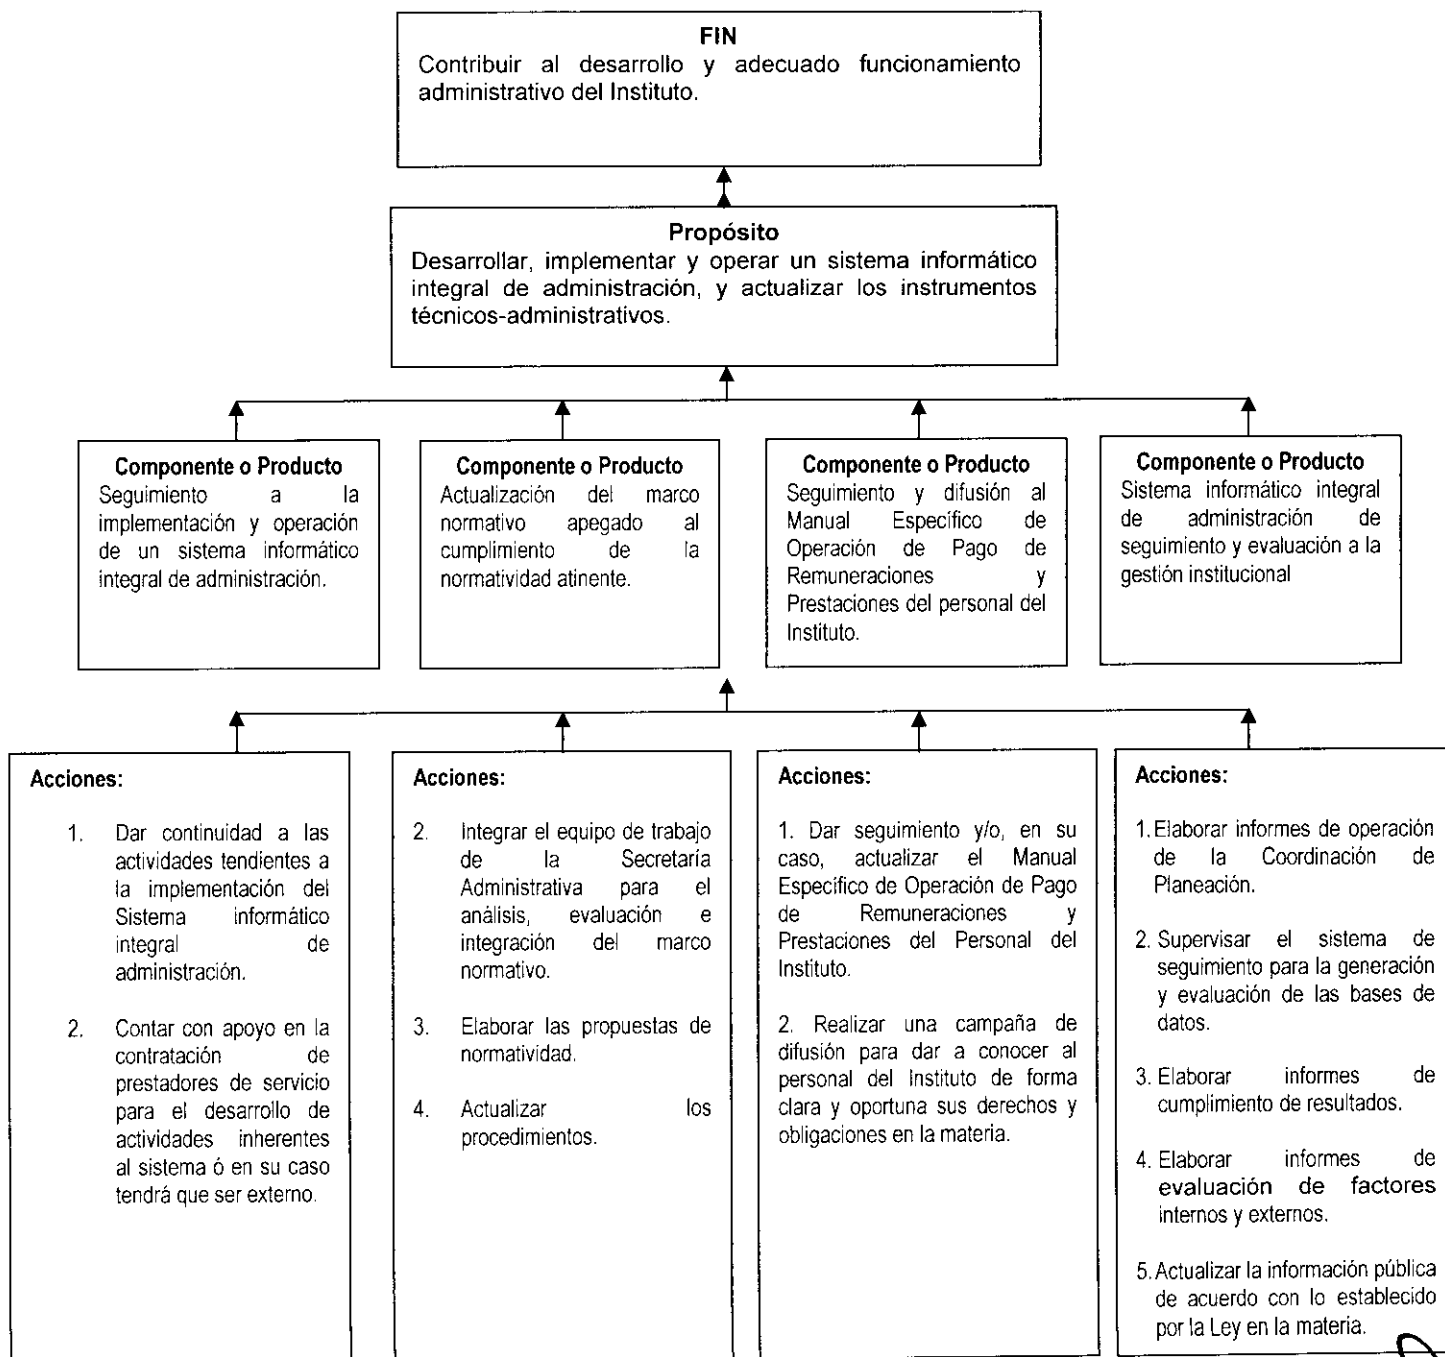 FIN
Contribuir al desarrollo y adecuado funcionamiento
administrativo del Instituto.
Propósito
Desarrollar, implementar y operar un sistema informático
integral de administración, y actualizar los instrumentos
técnicos-administrativos.
Componente o Producto
Seguimiento a la
implementación y operación
de un sistema informático
integral de administración.
Componente o Producto
Actualización del marco
normativo apegado al
cumplimiento de la
normatividad atinente.
Componente o Producto
Seguimiento y difusión al
Manual Específico de
Operación de Pago de
Remuneraciones y
Prestaciones del personal del
Instituto.
Componente o Producto
Sistema informático integral
de administración de
seguimiento y evaluación a la
gestión institucional
Acciones:
1. Dar continuidad a las
actividades tendientes a
la implementación del
Sistema informático
integral de
administración.
2. Contar con apoyo en la
contratación de
prestadores de servicio
para el desarrollo de
actividades inherentes
al sistema ó en su caso
tendrá que ser externo.
Acciones:
2. Integrar el equipo de trabajo
de la Secretaría
Administrativa para el
análisis, evaluación e
integración del marco
normativo.
3. Elaborar las propuestas de
normatividad.
4. Actualizar los
procedimientos.
Acciones:
1. Dar seguimiento y/o, en su
caso, actualizar el Manual
Específico de Operación de Pago
de Remuneraciones y
Prestaciones del Personal del
Instituto.
2. Realizar una campaña de
difusión para dar a conocer al
personal del Instituto de forma
clara y oportuna sus derechos y
obligaciones en la materia.
Acciones:
1. Elaborar informes de operación
de la Coordinación de
Planeación.
2. Supervisar el sistema de
seguimiento para la generación
y evaluación de las bases de
datos.
3. Elaborar informes de
cumplimiento de resultados.
4. Elaborar informes de
evaluación de factores
internos y externos.
5. Actualizar la información pública
de acuerdo con lo establecido
por la Ley en la materia.